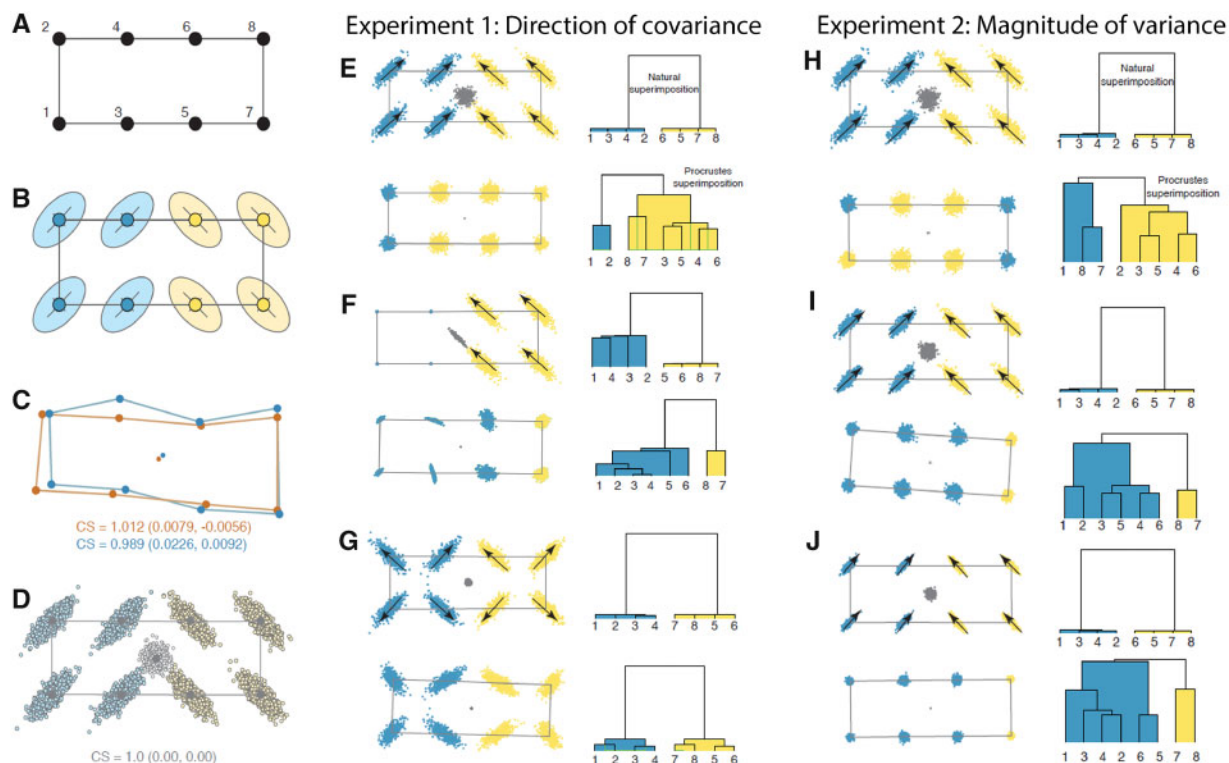 Experiment 1: Direction of covariance
Experiment 2: Magnitude of variance
A
2 4 6 8
1 3 5 7
B
C
CS = 1.012 (0.0079, -0.0056)
CS = 0.989 (0.0226, 0.0092)
D
CS = 1.0 (0.00, 0.00)
E
Natural
superimposition
1 3 4 2 6 5 7 8
Procrustes
superimposition
1 2 8 7 3 5 4 6
F
1 4 3 2 5 6 8 7
1 2 3 4 5 6 8 7
G
1 2 3 4 7 8 5 6
1 2 3 4 7 8 5 6
H
Natural
superimposition
1 3 4 2 6 5 7 8
Procrustes
superimposition
1 8 7 2 3 5 4 6
I
1 3 4 2 6 5 7 8
1 2 3 5 4 6 8 7
J
1 3 4 2 6 5 7 8
1 3 4 2 6 5 7 8